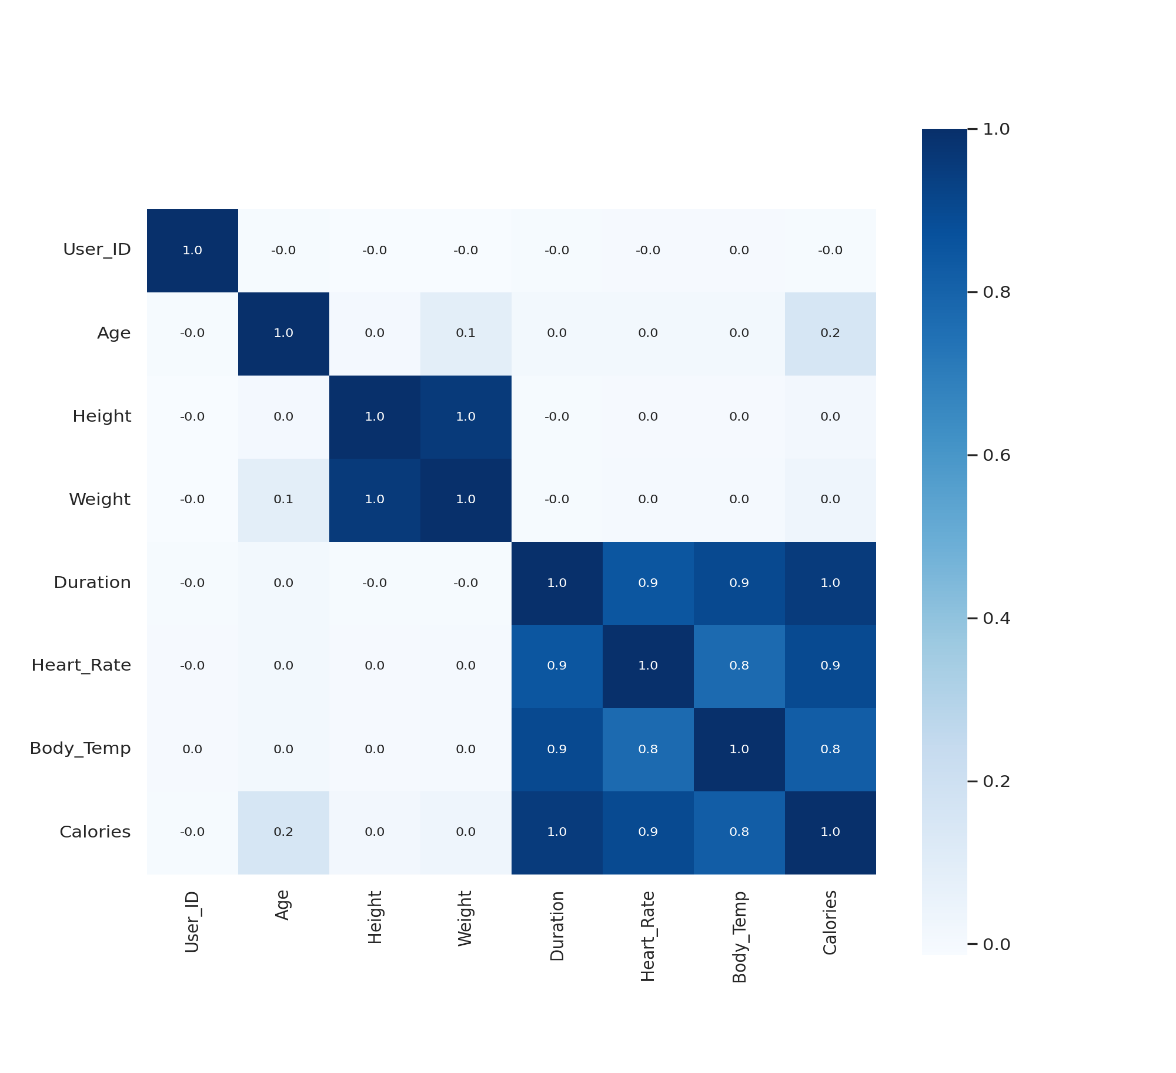 1.0
User_ID 1.0 -0.0 -0.0 -0.0 -0.0 -0.0 0.0 -0.0
0.8
Age -0.0 1.0 0.0 0.1 0.0 0.0 0.0 0.2
Height -0.0 0.0 1.0 1.0 -0.0 0.0 0.0 0.0
0.6
Weight -0.0 0.1 1.0 1.0 -0.0 0.0 0.0 0.0
Duration -0.0 0.0 -0.0 -0.0 1.0 0.9 0.9 1.0
0.4
Heart_Rate -0.0 0.0 0.0 0.0 0.9 1.0 0.8 0.9
Body_Temp 0.0 0.0 0.0 0.0 0.9 0.8 1.0 0.8
0.2
Calories -0.0 0.2 0.0 0.0 1.0 0.9 0.8 1.0
0.0
User_ID Age Height Weight Duration Heart_Rate Body_Temp Calories